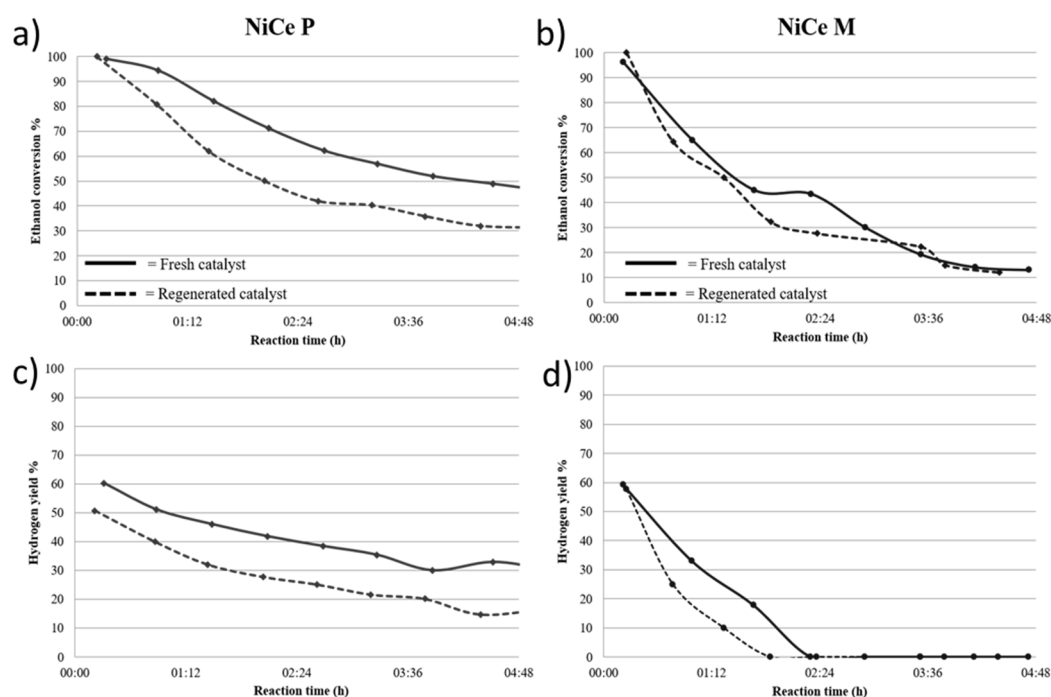 a)
NiCe P
Ethanol conversion %
100
90
80
70
60
50
40
30
20
10
0
= Fresh catalyst
= Regenerated catalyst
00:00 01:12 02:24 03:36 04:48
Reaction time (h)
b)
NiCe M
Ethanol conversion %
100
90
80
70
60
50
40
30
20
10
0
= Fresh catalyst
= Regenerated catalyst
00:00 01:12 02:24 03:36 04:48
Reaction time (h)
c)
Hydrogen yield %
100
90
80
70
60
50
40
30
20
10
0
00:00 01:12 02:24 03:36 04:48
Reaction time (h)
d)
Hydrogen yield %
100
90
80
70
60
50
40
30
20
10
0
00:00 01:12 02:24 03:36 04:48
Reaction time (h)